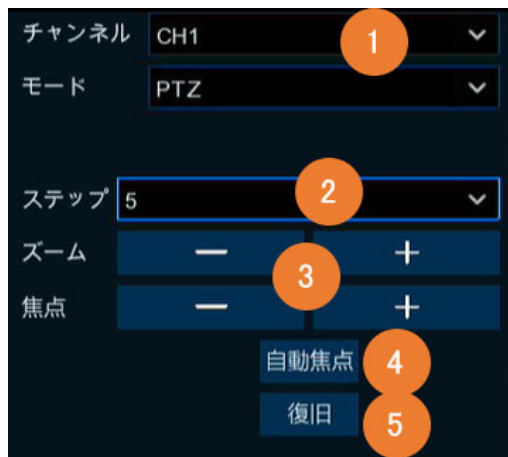 チャンネル CH1 1
モード PTZ
ステップ 5 2
ズーム － ＋
3
焦点 － ＋
自動焦点 4
復旧 5